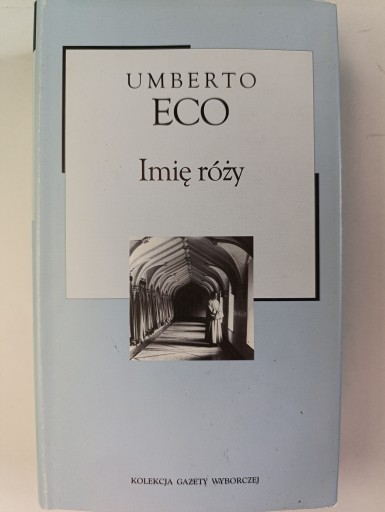 UMBERTO
ECO
Imię róży
KOLEKCJA GAZETY WYBORCZEJ